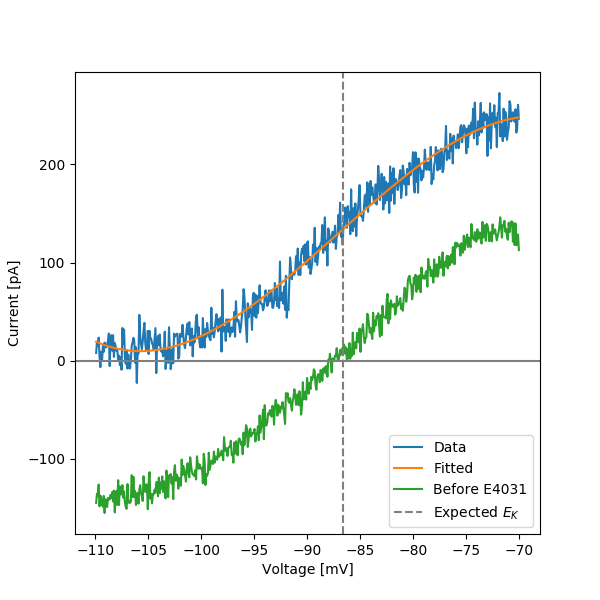 200
100
0
−100
Current [pA]
−110 −105 −100 −95 −90 −85 −80 −75 −70
Voltage [mV]
Data
Fitted
Before E4031
Expected E_K